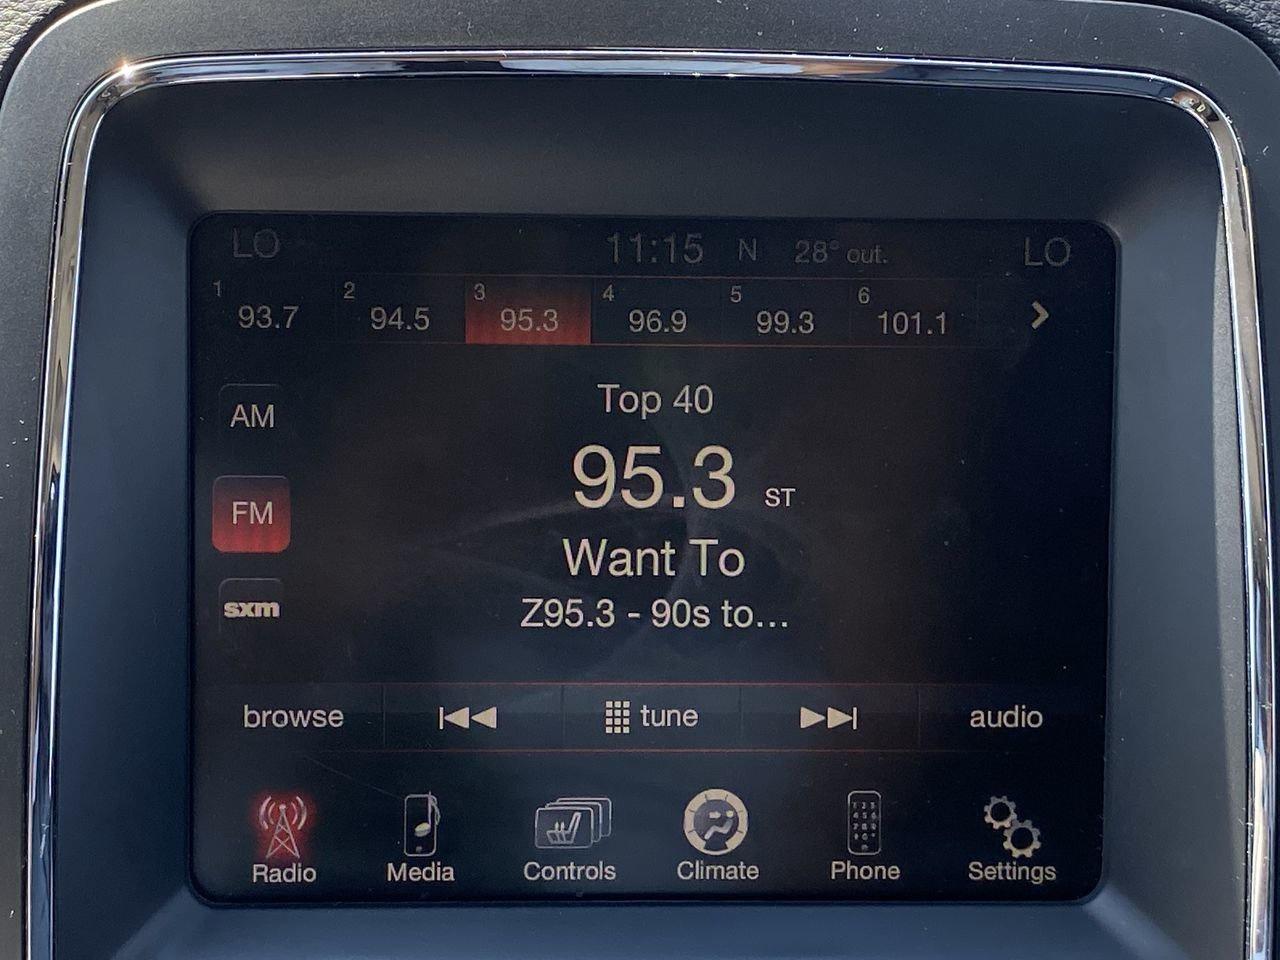 LO 11:15 N 28° out. LO
1 93.7 2 94.5 3 95.3 4 96.9 5 99.3 6 101.1
Top 40
AM
95.3 ST
FM
Want To
sxm
Z95.3 - 90s to...
browse tune audio
Radio Media Controls Climate Phone Settings